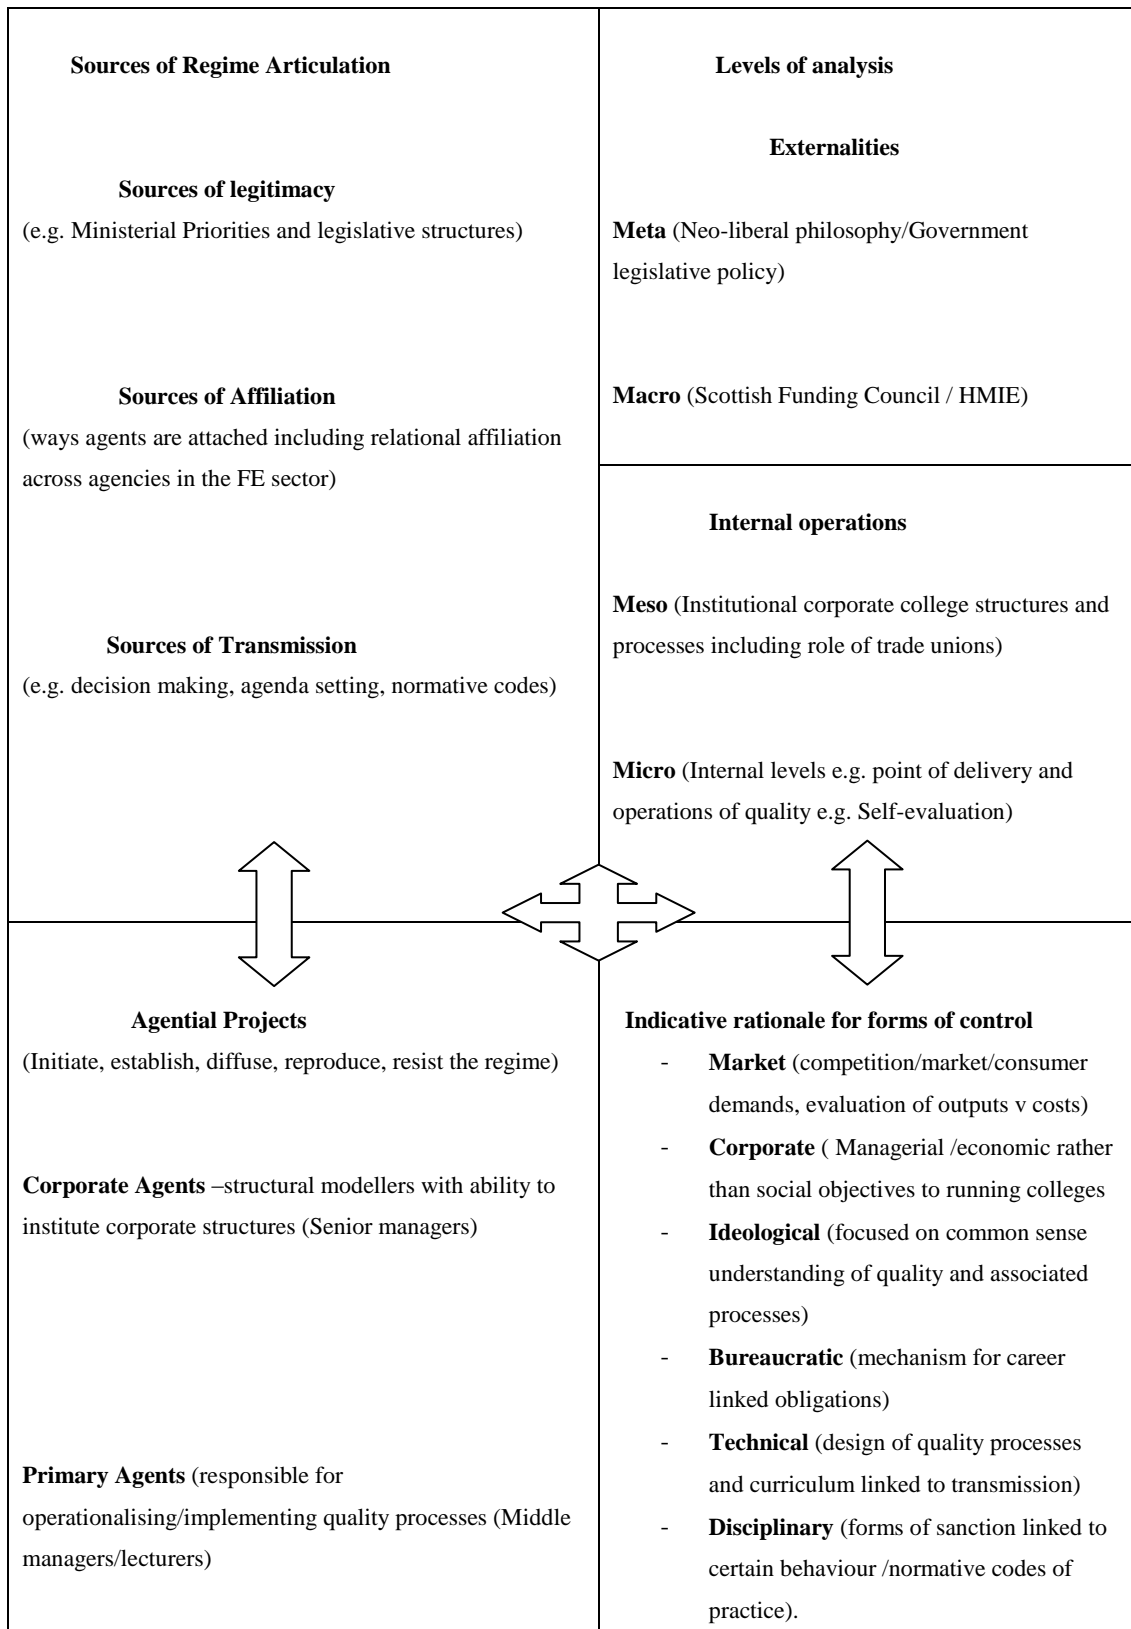 Sources of Regime Articulation
Sources of legitimacy
(e.g. Ministerial Priorities and legislative structures)
Sources of Affiliation
(ways agents are attached including relational affiliation
across agencies in the FE sector)
Sources of Transmission
(e.g. decision making, agenda setting, normative codes)
Levels of analysis
Externalities
Meta (Neo-liberal philosophy/Government
legislative policy)
Macro (Scottish Funding Council / HMIE)
Internal operations
Meso (Institutional corporate college structures and
processes including role of trade unions)
Micro (Internal levels e.g. point of delivery and
operations of quality e.g. Self-evaluation)
Agential Projects
(Initiate, establish, diffuse, reproduce, resist the regime)
Corporate Agents –structural modellers with ability to
institute corporate structures (Senior managers)
Primary Agents (responsible for
operationalising/implementing quality processes (Middle
managers/lecturers)
Indicative rationale for forms of control
- Market (competition/market/consumer
demands, evaluation of outputs v costs)
- Corporate ( Managerial /economic rather
than social objectives to running colleges
- Ideological (focused on common sense
understanding of quality and associated
processes)
- Bureaucratic (mechanism for career
linked obligations)
- Technical (design of quality processes
and curriculum linked to transmission)
- Disciplinary (forms of sanction linked to
certain behaviour /normative codes of
practice).